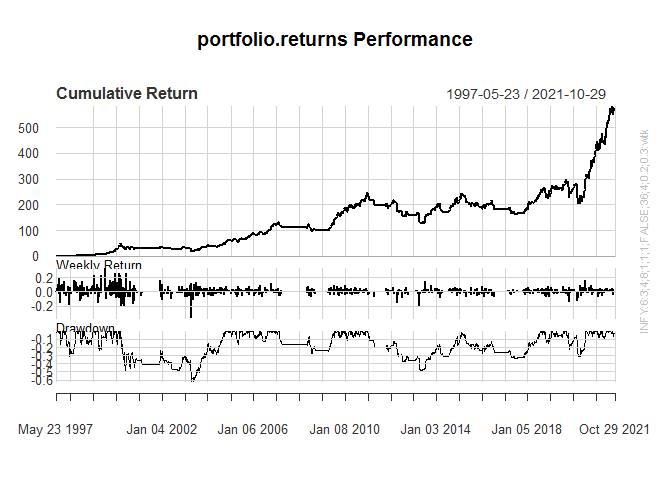 portfolio.returns Performance
Cumulative Return 1997-05-23 / 2021-10-29
500
400
300
200
100
0
Weekly Return
0.2
0.0
-0.2
Drawdown
-0.1
-0.2
-0.3
-0.4
-0.5
-0.6
May 23 1997 Jan 04 2002 Jan 06 2006 Jan 08 2010 Jan 03 2014 Jan 05 2018 Oct 29 2021
INFY:6:3;4;8;1;1;1;FALSE;36;4;0.2;0.3:wtk